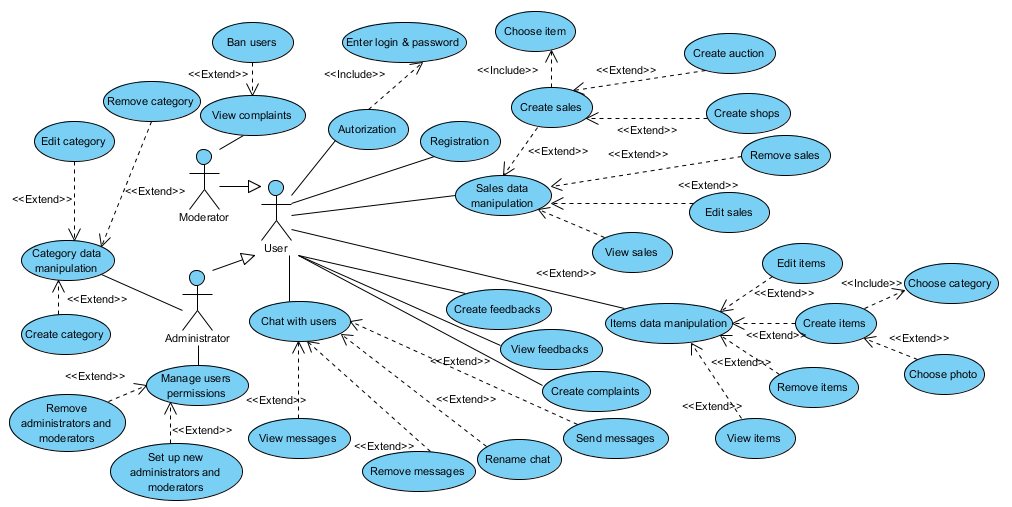 Ban users
Enter login & password
Choose item
Create auction
<<Extend>>
<<Include>>
<<Include>>
<<Extend>>
Remove category
View complaints
Create sales
Create shops
Edit category
Autorization
Registration
<<Extend>>
<<Extend>>
<<Extend>>
Remove sales
Moderator
<<Extend>>
<<Extend>>
Sales data
manipulation
<<Extend>>
Edit sales
User
View sales
Category data
manipulation
<<Extend>>
Edit items
<<Extend>>
<<Include>>
Choose category
<<Extend>>
Create category
Administrator
Chat with users
Create feedbacks
Items data manipulation
Create items
<<Extend>>
<<Extend>>
View feedbacks
<<Extend>>
<<Extend>>
Choose photo
<<Extend>>
Manage users
permissions
Create complaints
Remove items
Remove
administrators and
moderators
<<Extend>>
<<Extend>>
<<Extend>>
<<Extend>>
View messages
<<Extend>>
Send messages
View items
Set up new
administrators and
moderators
Remove messages
Rename chat